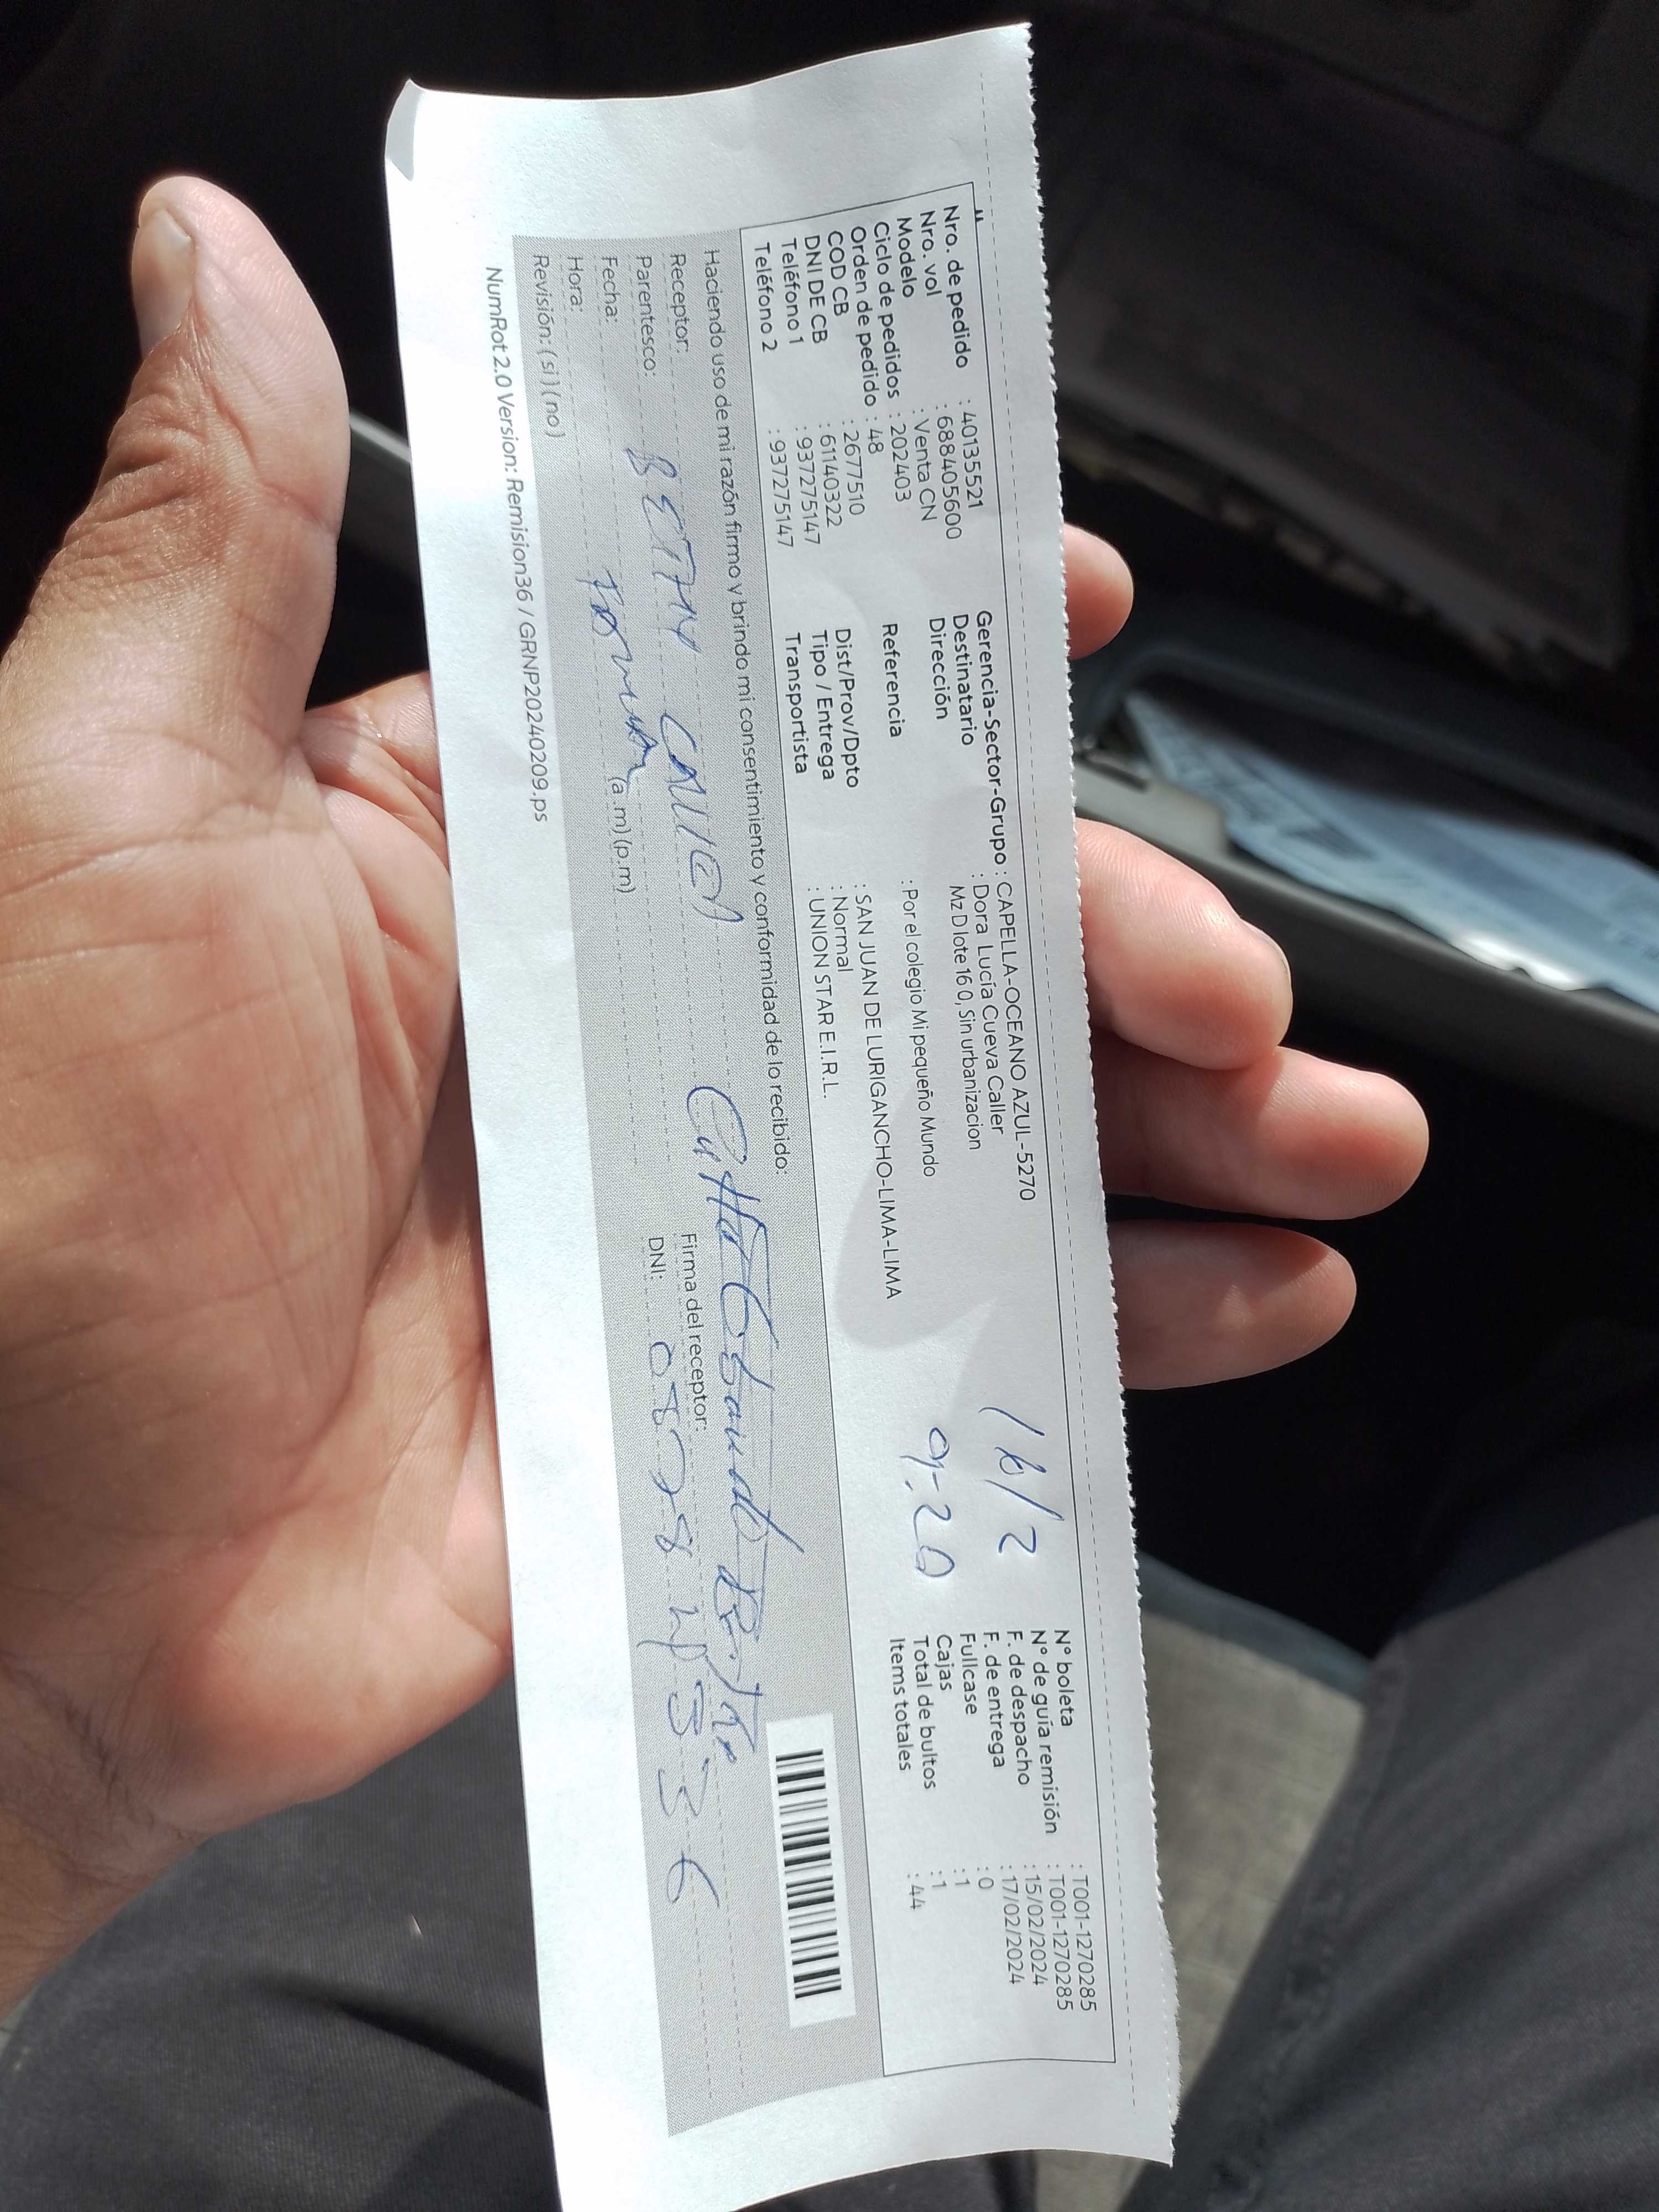 Nro. de pedido : 40135521
Nro. vol : 688405600
Modelo : Venta CN
Ciclo de pedidos : 202403
Orden de pedido : 48
COD CB : 2677510
DNI DE CB : 61140322
Teléfono 1 : 937275147
Teléfono 2 : 937275147
Gerencia-Sector-Grupo : CAPELLA-OCEANO AZUL-5270
Destinatario : Dora Lucía Cueva Caller
Dirección Mz D lote 16 0, Sin urbanizacion
Referencia : Por el colegio Mi pequeño Mundo
Dist/Prov/Dpto : SAN JUAN DE LURIGANCHO-LIMA-LIMA
Tipo / Entrega : Normal
Transportista : UNION STAR E.I.R.L.
16/2
9:20
N° boleta : T001-1270285
N° de guía remisión : T001-1270285
F. de despacho : 15/02/2024
F. de entrega : 17/02/2024
Fullcase : 0
Cajas : 1
Total de bultos : 1
Items totales : 44
Haciendo uso de mi razón firmo y brindo mi consentimiento y conformidad de lo recibido:
Receptor: BETTY CALLER
Parentesco:
Fecha:
Hora: (a.m)(p.m)
Revisión: (si) (no)
Firma del receptor:
DNI:
NumRot 2.0 Version: Remision36 / GRNP20240209.ps